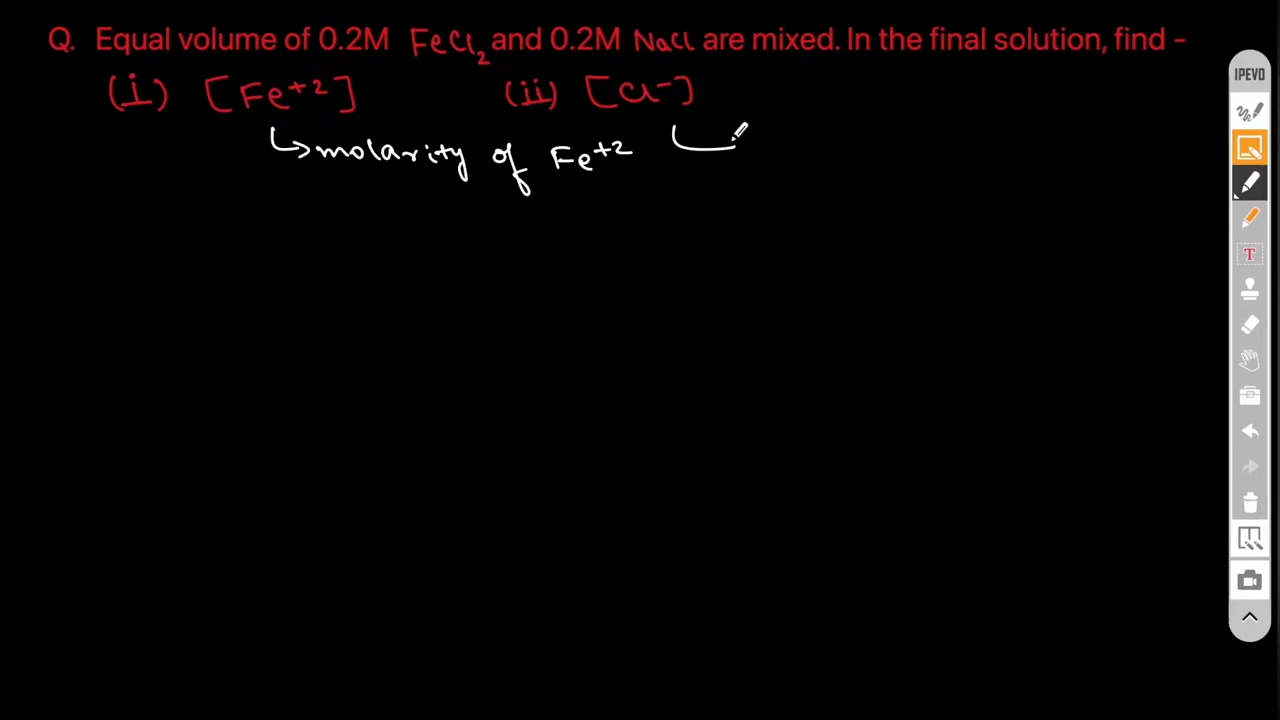 Q. Equal volume of 0.2M FeCl₂ and 0.2M NaCl are mixed. In the final solution, find -
(i) [Fe⁺²] (ii) [Cl⁻]
↳ molarity of Fe⁺²
IPEVO
T